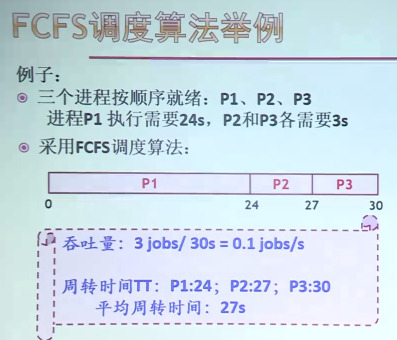 FCFS调度算法举例
例子：
三个进程按顺序就绪：P1、P2、P3
进程P1 执行需要24s，P2和P3各需要3s
采用FCFS调度算法：
P1 P2 P3
0 24 27 30
吞吐量：3 jobs/ 30s = 0.1 jobs/s
周转时间TT：P1:24；P2:27；P3:30
平均周转时间：27s